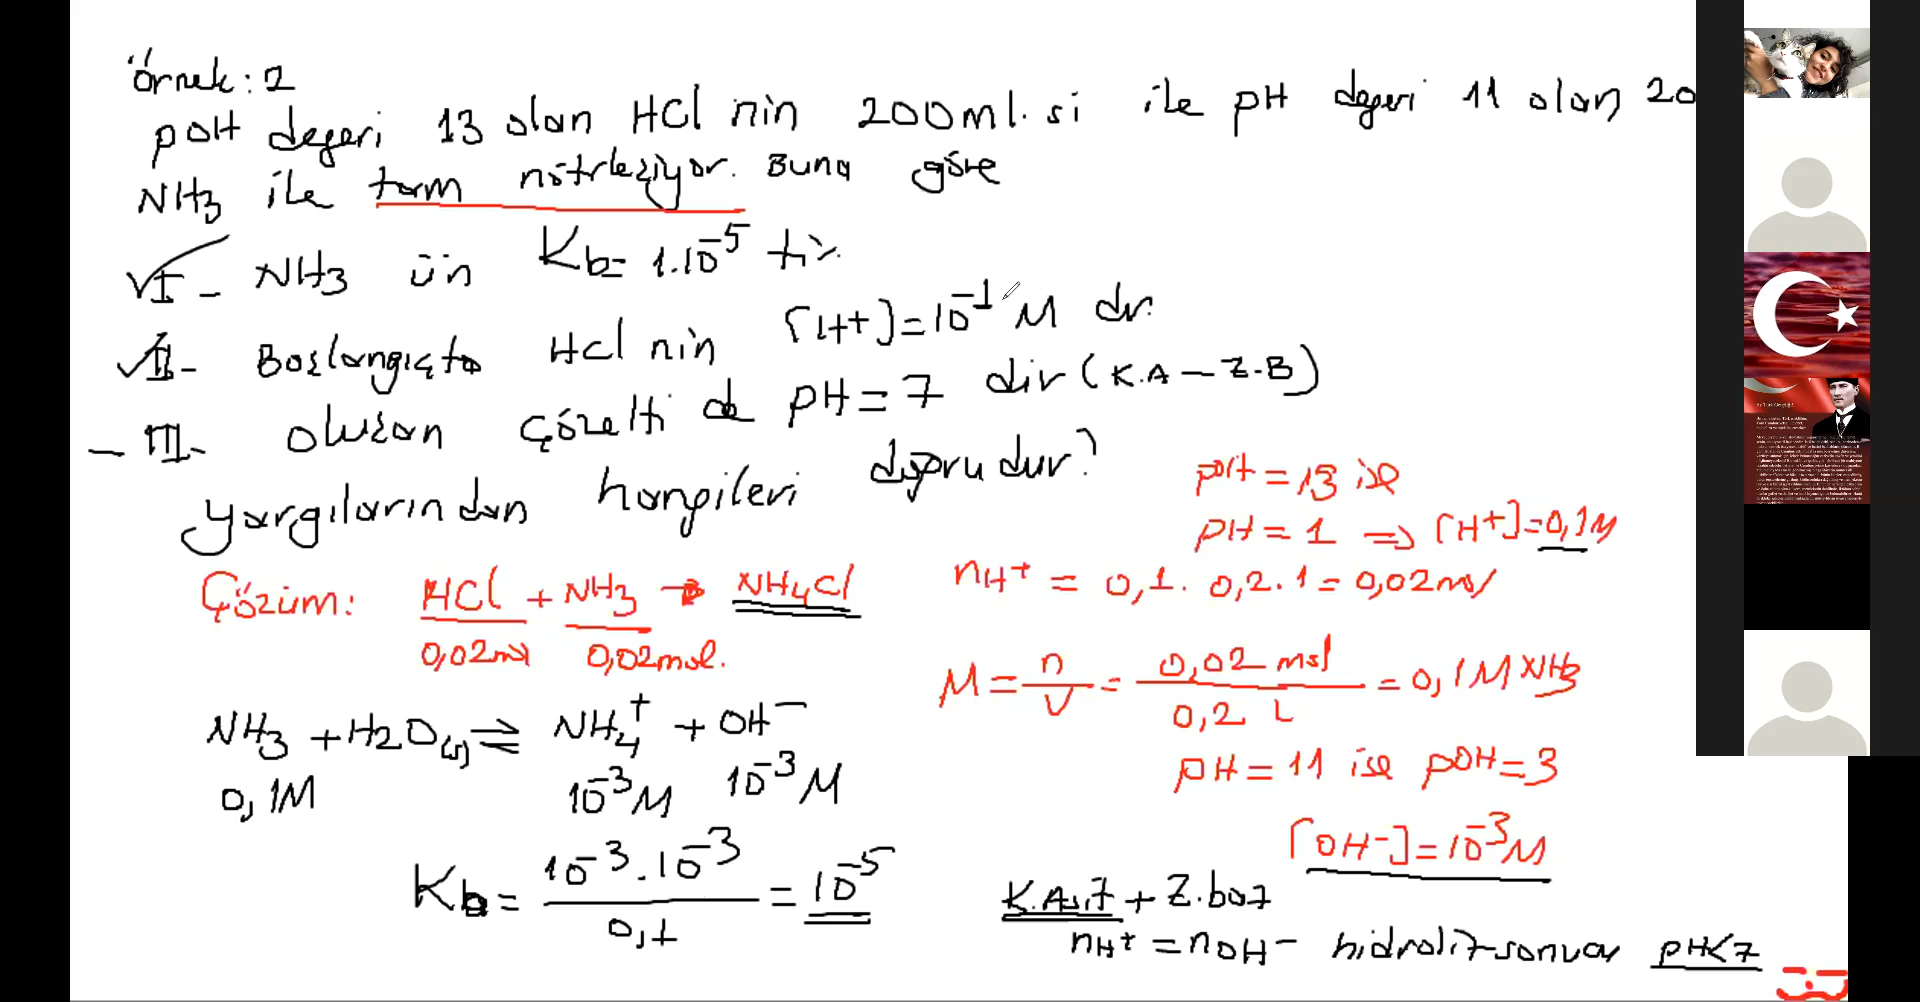 Örnek: 2
pOH değeri 13 olan HCl nin 200ml. si ile pH değeri 11 olan 20
NH3 ile tam nötrleşiyor. Buna göre
I - NH3 ün Kb= 1.10⁻⁵ tir
II- Başlangıçta HCl nin [H+]=10⁻¹ M dır.
III- oluşan çözelti de pH=7 dir (K.A – Z.B)
yargılarından hangileri doğrudur?
pOH = 13 ise
pH = 1 => [H+]=0,1M
Çözüm: HCl + NH3 → NH4Cl
0,02mol 0,02mol.
nH+ = 0,1. 0,2. 1 = 0,02mol
M = n/V = 0,02 mol/0,2 L = 0,1M NH3
NH3 + H2O(s) ⇌ NH4+ + OH⁻
0,1M 10⁻³M 10⁻³M
pH = 11 ise pOH=3
[OH-]=10⁻³M
Kb = 10⁻³.10⁻³/0,1 = 10⁻⁵
K.Asit + Z.baz
nH+ = nOH- hidroliz sonucu pH<7
Ey Türk Gençliği!